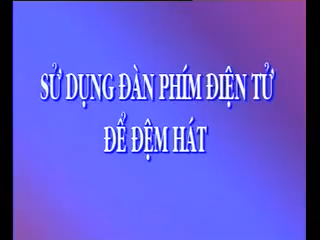 SỬ DỤNG ĐÀN PHÍM ĐIỆN TỬ
ĐỂ ĐỆM HÁT